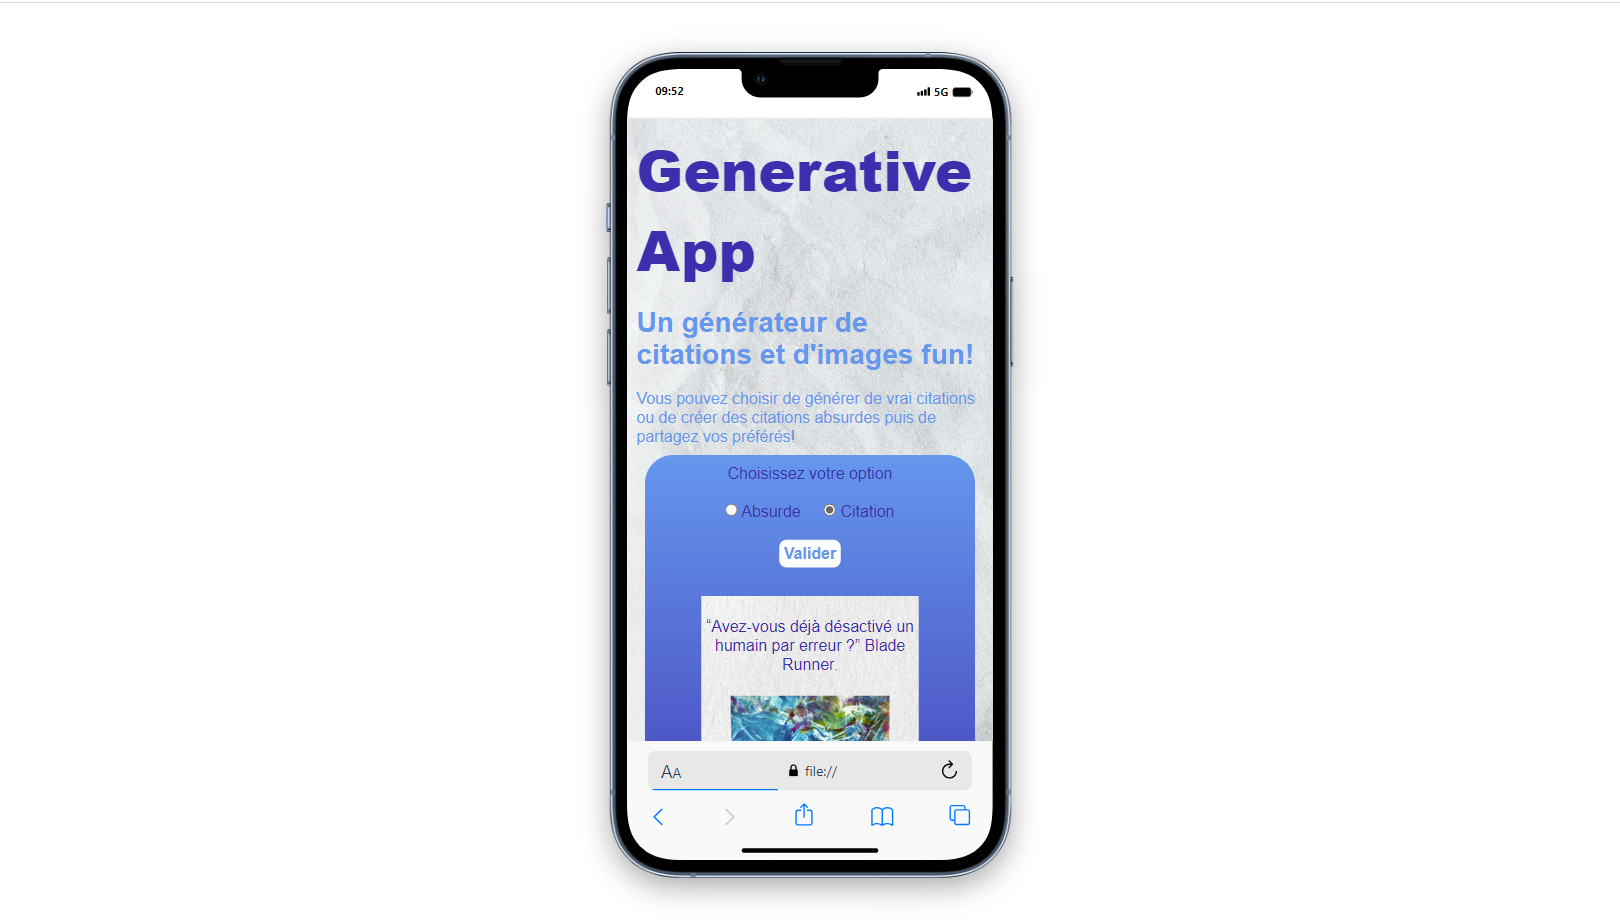 09:52
5G
Generative
App
Un générateur de
citations et d'images fun!
Vous pouvez choisir de générer de vrai citations
ou de créer des citations absurdes puis de
partagez vos préférés!
Choisissez votre option
Absurde Citation
Valider
“Avez-vous déjà désactivé un
humain par erreur ?” Blade
Runner.
AA file://